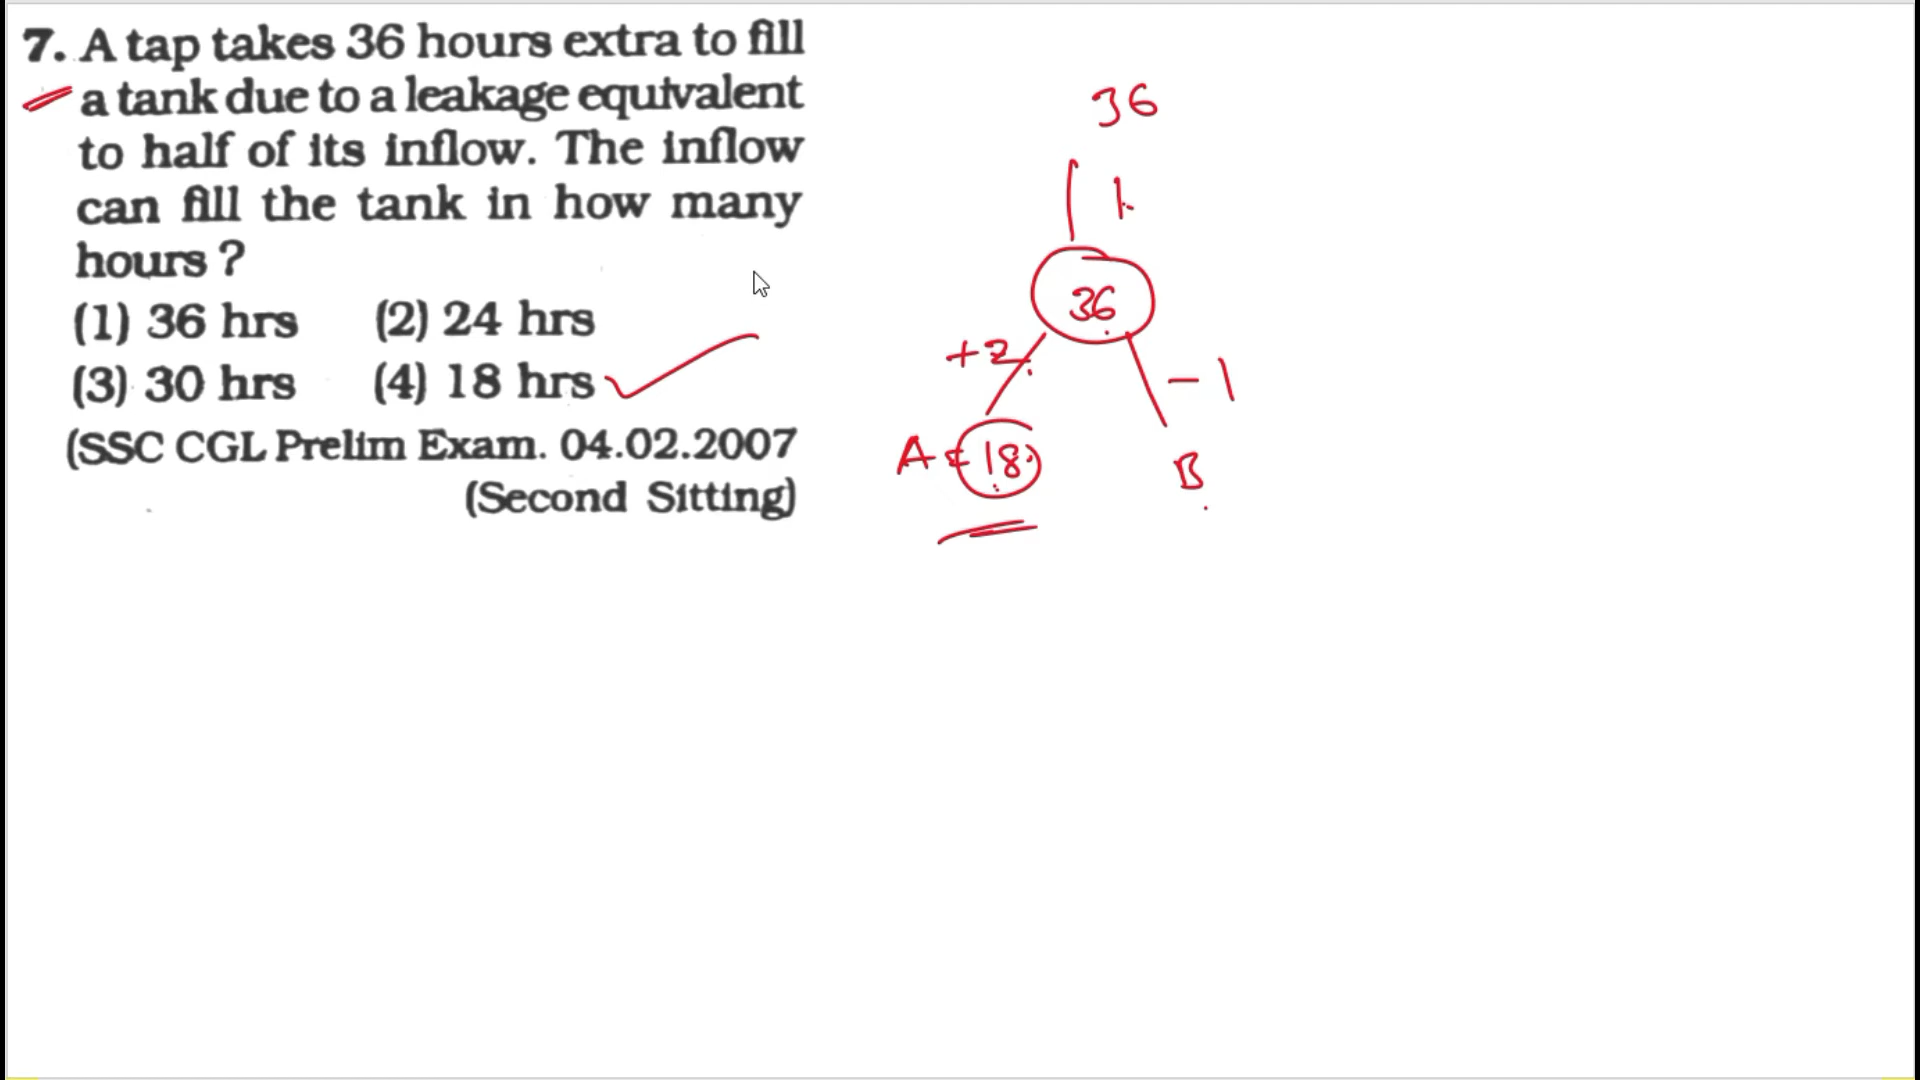 7. A tap takes 36 hours extra to fill
a tank due to a leakage equivalent
to half of its inflow. The inflow
can fill the tank in how many
hours ?
(1) 36 hrs (2) 24 hrs
(3) 30 hrs (4) 18 hrs
(SSC CGL Prelim Exam. 04.02.2007
(Second Sitting)
36
1
36
+2
-1
A = 18
B